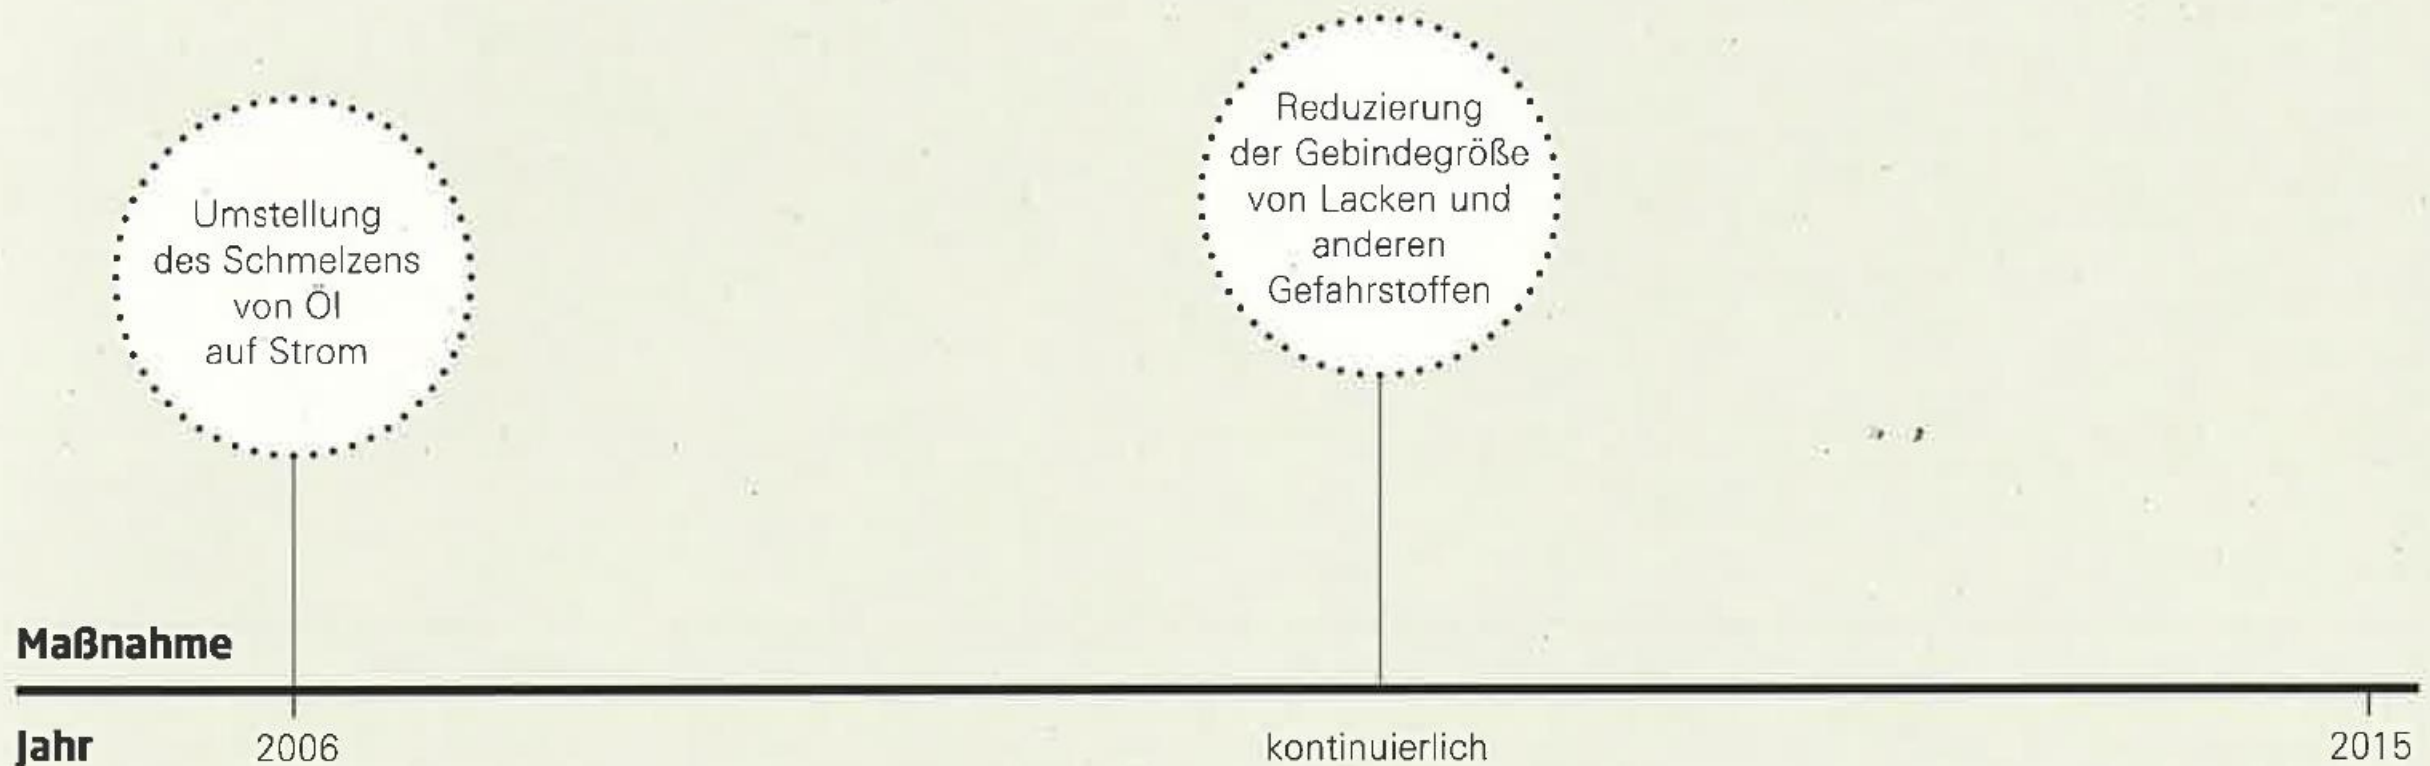 Umstellung
des Schmelzens
von Öl
auf Strom
Reduzierung
der Gebindegröße
von Lacken und
anderen
Gefahrstoffen
Maßnahme
Jahr
2006
kontinuierlich
2015